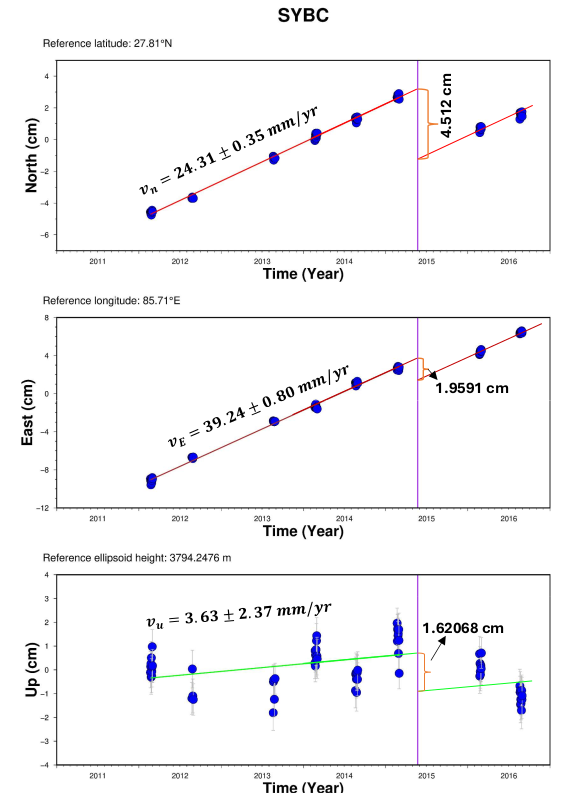 SYBC
Reference latitude: 27.81°N
North (cm)
4
2
0
−2
−4
−6
vₙ = 24.31 ± 0.35 mm/yr
4.512 cm
2011 2012 2013 2014 2015 2016
Time (Year)
Reference longitude: 85.71°E
East (cm)
8
4
0
−4
−8
−12
v_E = 39.24 ± 0.80 mm/yr
1.9591 cm
2011 2012 2013 2014 2015 2016
Time (Year)
Reference ellipsoid height: 3794.2476 m
Up (cm)
4
3
2
1
0
−1
−2
−3
−4
vᵤ = 3.63 ± 2.37 mm/yr
1.62068 cm
2011 2012 2013 2014 2015 2016
Time (Year)